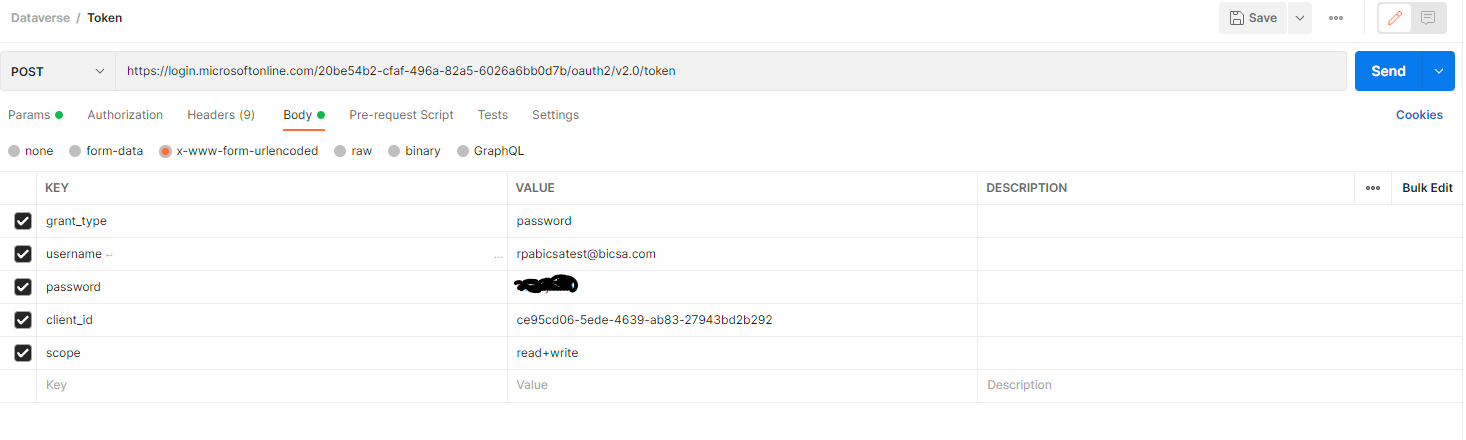 Dataverse / Token Save
POST https://login.microsoftonline.com/20be54b2-cfaf-496a-82a5-6026a6bb0d7b/oauth2/v2.0/token Send
Params Authorization Headers (9) Body Pre-request Script Tests Settings Cookies
none form-data x-www-form-urlencoded raw binary GraphQL
KEY VALUE DESCRIPTION Bulk Edit
grant_type password
username rpabicsatest@bicsa.com
password
client_id ce95cd06-5ede-4639-ab83-27943bd2b292
scope read+write
Key Value Description